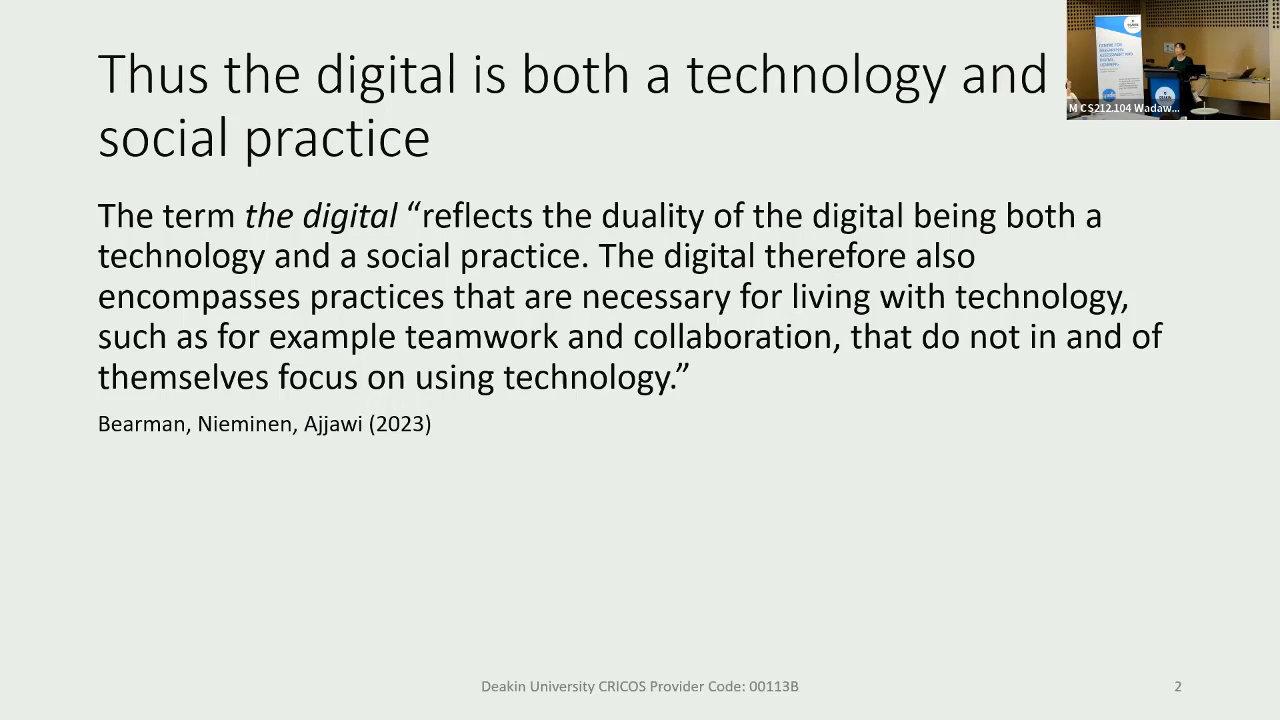 Thus the digital is both a technology and
social practice
The term the digital “reflects the duality of the digital being both a
technology and a social practice. The digital therefore also
encompasses practices that are necessary for living with technology,
such as for example teamwork and collaboration, that do not in and of
themselves focus on using technology.”
Bearman, Nieminen, Ajjawi (2023)
M CS212.104 Wadaw...
Deakin University CRICOS Provider Code: 00113B
2